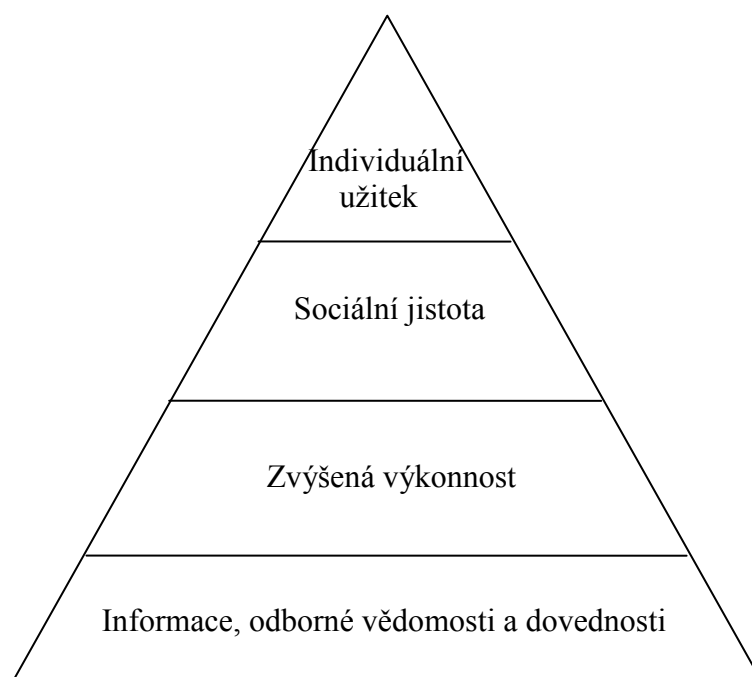 Individuální
užitek
Sociální jistota
Zvýšená výkonnost
Informace, odborné vědomosti a dovednosti